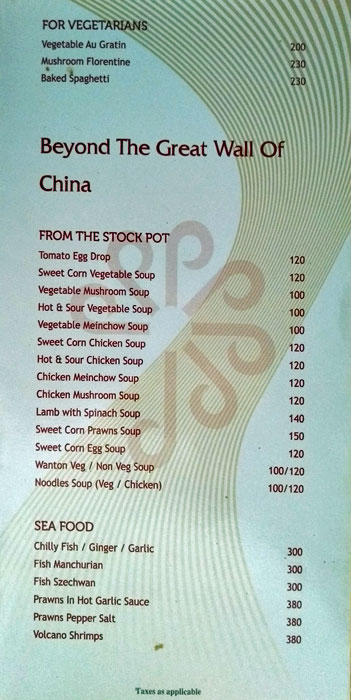 FOR VEGETARIANS
Vegetable Au Gratin 200
Mushroom Florentine 230
Baked Spaghetti 230
Beyond The Great Wall Of
China
FROM THE STOCK POT
Tomato Egg Drop 120
Sweet Corn Vegetable Soup 120
Vegetable Mushroom Soup 100
Hot & Sour Vegetable Soup 100
Vegetable Meinchow Soup 100
Sweet Corn Chicken Soup 120
Hot & Sour Chicken Soup 120
Chicken Meinchow Soup 120
Chicken Mushroom Soup 120
Lamb with Spinach Soup 140
Sweet Corn Prawns Soup 150
Sweet Corn Egg Soup 120
Wanton Veg / Non Veg Soup 100/120
Noodles Soup (Veg / Chicken) 100/120
SEA FOOD
Chilly Fish / Ginger / Garlic 300
Fish Manchurian 300
Fish Szechwan 300
Prawns In Hot Garlic Sauce 380
Prawns Pepper Salt 380
Volcano Shrimps 380
Taxes as applicable